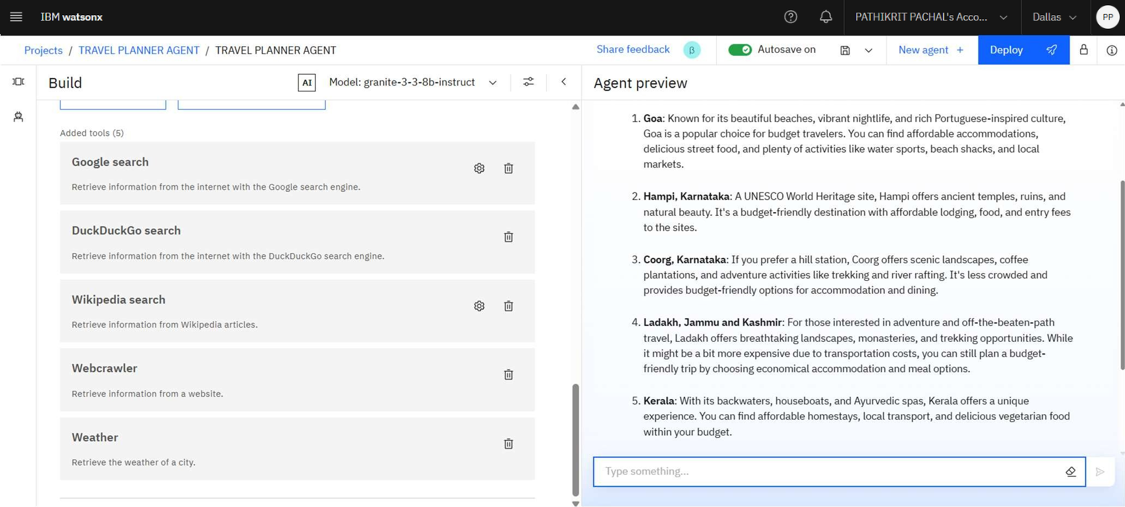 IBM watsonx
PATHIKRIT PACHAL's Acco...
Dallas
PP
Projects / TRAVEL PLANNER AGENT / TRAVEL PLANNER AGENT
Share feedback
β
Autosave on
New agent +
Deploy
Build
AI
Model: granite-3-3-8b-instruct
Agent preview
Added tools (5)
Google search
Retrieve information from the internet with the Google search engine.
DuckDuckGo search
Retrieve information from the internet with the DuckDuckGo search engine.
Wikipedia search
Retrieve information from Wikipedia articles.
Webcrawler
Retrieve information from a website.
Weather
Retrieve the weather of a city.
1. Goa: Known for its beautiful beaches, vibrant nightlife, and rich Portuguese-inspired culture,
Goa is a popular choice for budget travelers. You can find affordable accommodations,
delicious street food, and plenty of activities like water sports, beach shacks, and local
markets.
2. Hampi, Karnataka: A UNESCO World Heritage site, Hampi offers ancient temples, ruins, and
natural beauty. It's a budget-friendly destination with affordable lodging, food, and entry fees
to the sites.
3. Coorg, Karnataka: If you prefer a hill station, Coorg offers scenic landscapes, coffee
plantations, and adventure activities like trekking and river rafting. It's less crowded and
provides budget-friendly options for accommodation and dining.
4. Ladakh, Jammu and Kashmir: For those interested in adventure and off-the-beaten-path
travel, Ladakh offers breathtaking landscapes, monasteries, and trekking opportunities. While
it might be a bit more expensive due to transportation costs, you can still plan a budget-
friendly trip by choosing economical accommodation and meal options.
5. Kerala: With its backwaters, houseboats, and Ayurvedic spas, Kerala offers a unique
experience. You can find affordable homestays, local transport, and delicious vegetarian food
within your budget.
Type something...